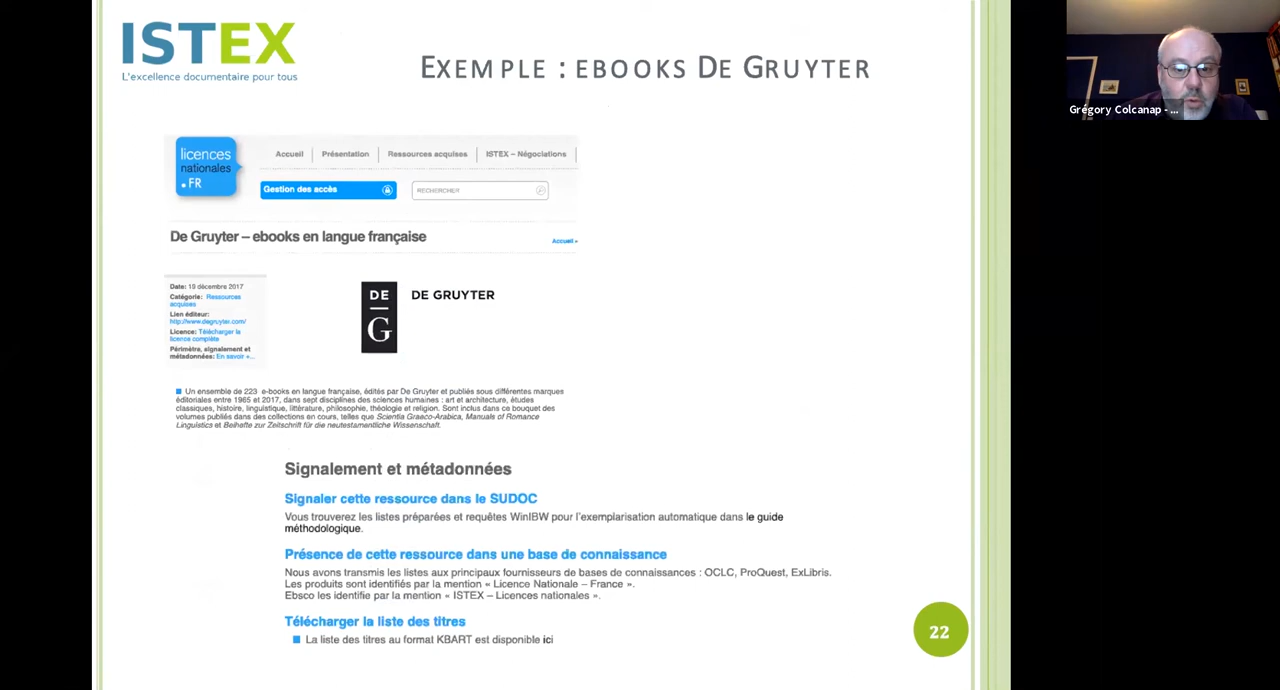 ISTEX
L'excellence documentaire pour tous
EXEMPLE : EBOOKS DE GRUYTER
Grégory Colcanap - ...
licences
nationales
.FR
Accueil
Présentation
Ressources acquises
ISTEX – Négociations
Gestion des accès
RECHERCHER
De Gruyter – ebooks en langue française
Accueil »
Date: 19 décembre 2017
Catégorie: Ressources
acquises
Lien éditeur:
http://www.degruyter.com/
Licence: Télécharger la
licence complète
Périmètre, signalement et
métadonnées: En savoir +...
DE
G
DE GRUYTER
Un ensemble de 223 e-books en langue française, édités par De Gruyter et publiés sous différentes marques
éditoriales entre 1965 et 2017, dans sept disciplines des sciences humaines : art et architecture, études
classiques, histoire, linguistique, littérature, philosophie, théologie et religion. Sont inclus dans ce bouquet des
volumes publiés dans des collections en cours, telles que Scientia Graeco-Arabica, Manuals of Romance
Linguistics et Beihefte zur Zeitschrift für die neutestamentliche Wissenschaft.
Signalement et métadonnées
Signaler cette ressource dans le SUDOC
Vous trouverez les listes préparées et requêtes WinIBW pour l'exemplarisation automatique dans le guide
méthodologique.
Présence de cette ressource dans une base de connaissance
Nous avons transmis les listes aux principaux fournisseurs de bases de connaissances : OCLC, ProQuest, ExLibris.
Les produits sont identifiés par la mention « Licence Nationale – France ».
Ebsco les identifie par la mention « ISTEX – Licences nationales ».
Télécharger la liste des titres
La liste des titres au format KBART est disponible ici
22